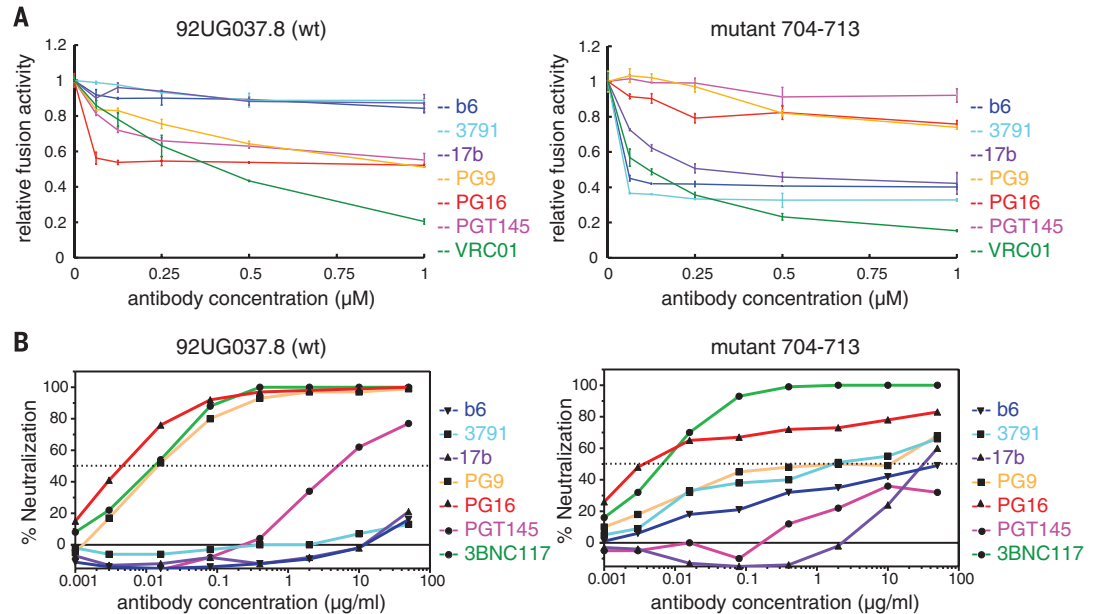 A
92UG037.8 (wt)
relative fusion activity
1.2
1
0.8
0.6
0.4
0.2
0
0
0.25
0.5
0.75
1
antibody concentration (µM)
-- b6
-- 3791
-- 17b
-- PG9
-- PG16
-- PGT145
-- VRC01
mutant 704-713
relative fusion activity
1.2
1
0.8
0.6
0.4
0.2
0
0
0.25
0.5
0.75
1
antibody concentration (µM)
-- b6
-- 3791
-- 17b
-- PG9
-- PG16
-- PGT145
-- VRC01
B
92UG037.8 (wt)
% Neutralization
100
80
60
40
20
0
0.001
0.01
0.1
1
10
100
antibody concentration (µg/ml)
b6
3791
17b
PG9
PG16
PGT145
3BNC117
mutant 704-713
% Neutralization
100
80
60
40
20
0
0.001
0.01
0.1
1
10
100
antibody concentration (µg/ml)
b6
3791
17b
PG9
PG16
PGT145
3BNC117